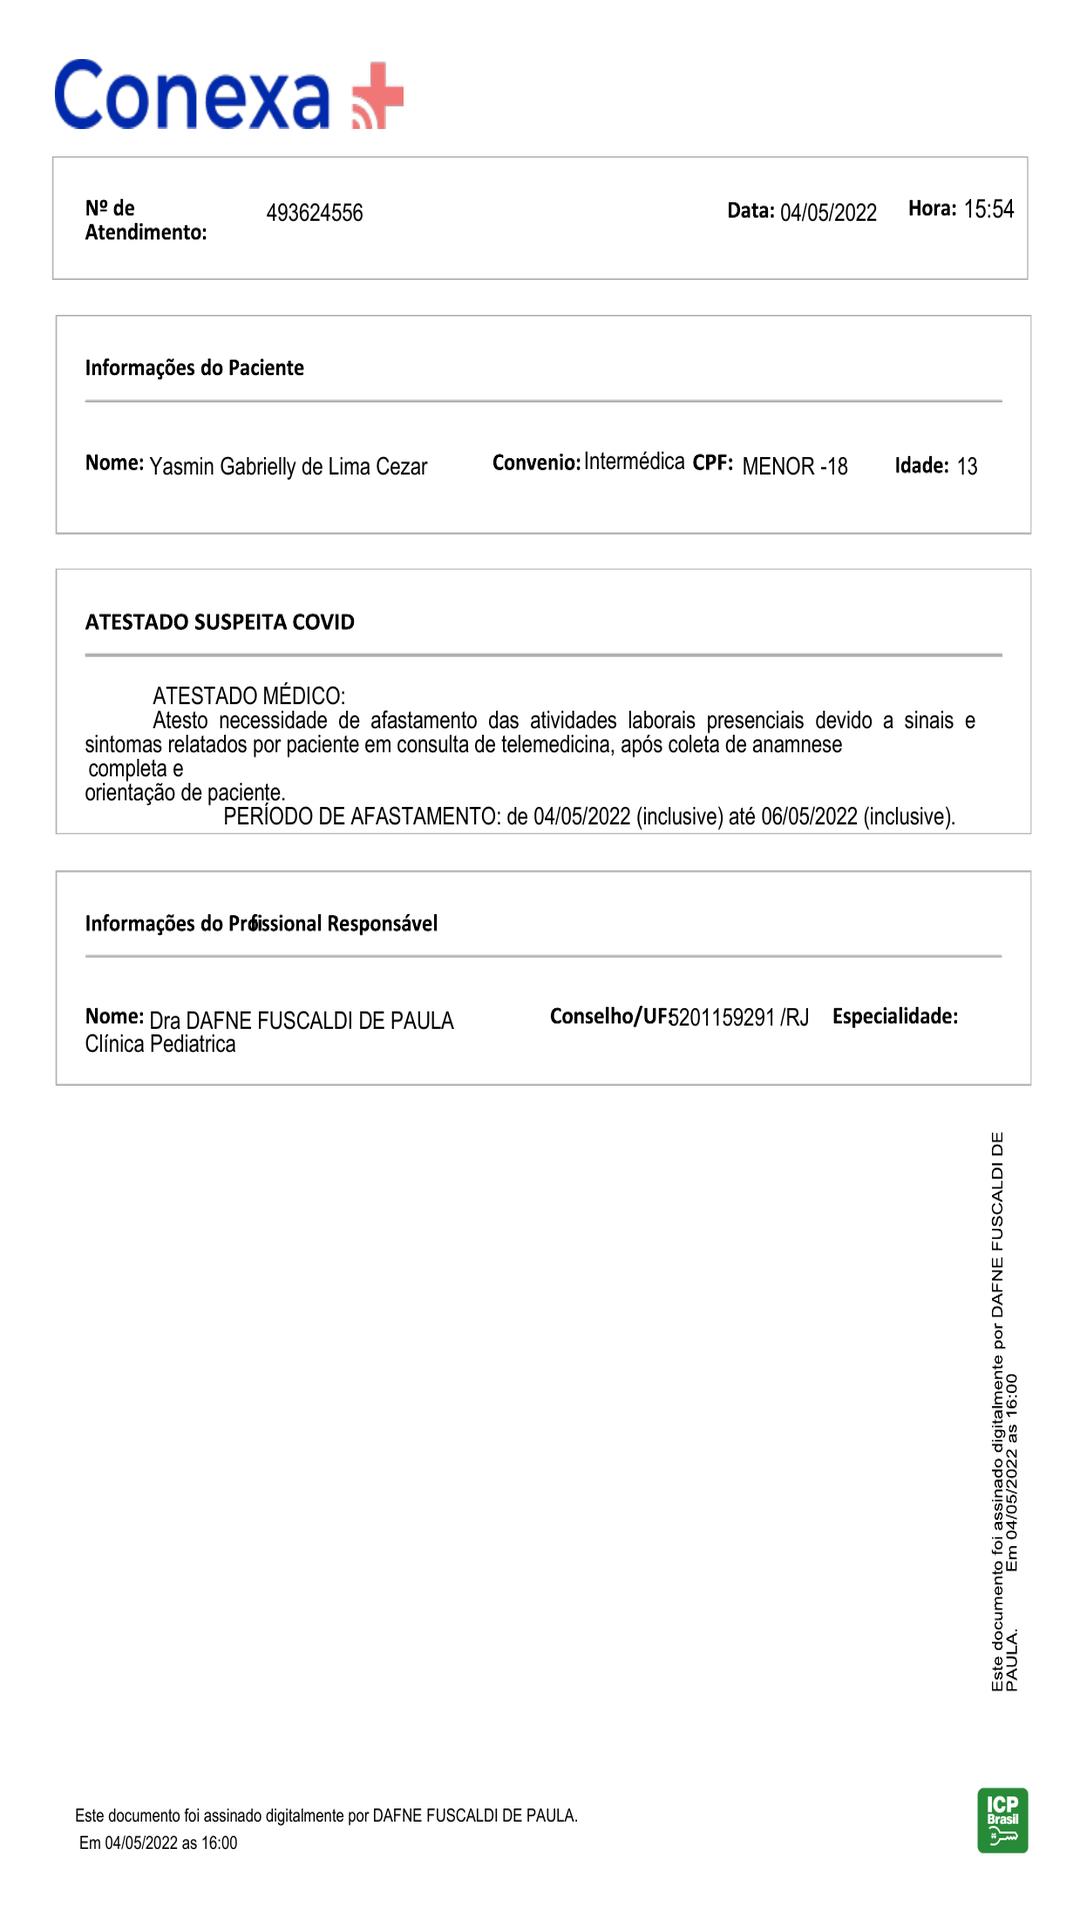 Conexa
Nº de
Atendimento:
493624556
Data: 04/05/2022 Hora: 15:54
Informações do Paciente
Nome: Yasmin Gabrielly de Lima Cezar Convenio: Intermédica CPF: MENOR -18 Idade: 13
ATESTADO SUSPEITA COVID
ATESTADO MÉDICO:
Atesto necessidade de afastamento das atividades laborais presenciais devido a sinais e
sintomas relatados por paciente em consulta de telemedicina, após coleta de anamnese
completa e
orientação de paciente.
PERÍODO DE AFASTAMENTO: de 04/05/2022 (inclusive) até 06/05/2022 (inclusive).
Informações do Profissional Responsável
Nome: Dra DAFNE FUSCALDI DE PAULA Conselho/UF: 5201159291 /RJ Especialidade:
Clínica Pediatrica
Este documento foi assinado digitalmente por DAFNE FUSCALDI DE
PAULA. Em 04/05/2022 as 16:00
Este documento foi assinado digitalmente por DAFNE FUSCALDI DE PAULA.
Em 04/05/2022 as 16:00
ICP
Brasil